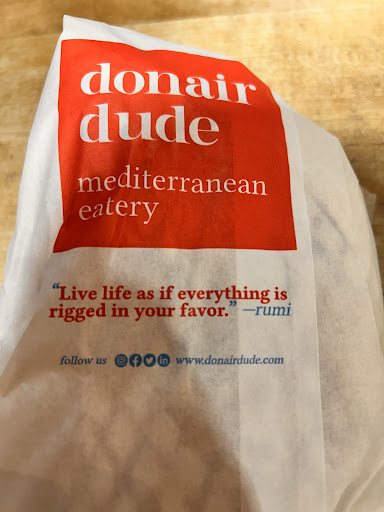 donair
dude
mediterranean
eatery
“Live life as if everything is
rigged in your favor.” —rumi
follow us www.donairdude.com